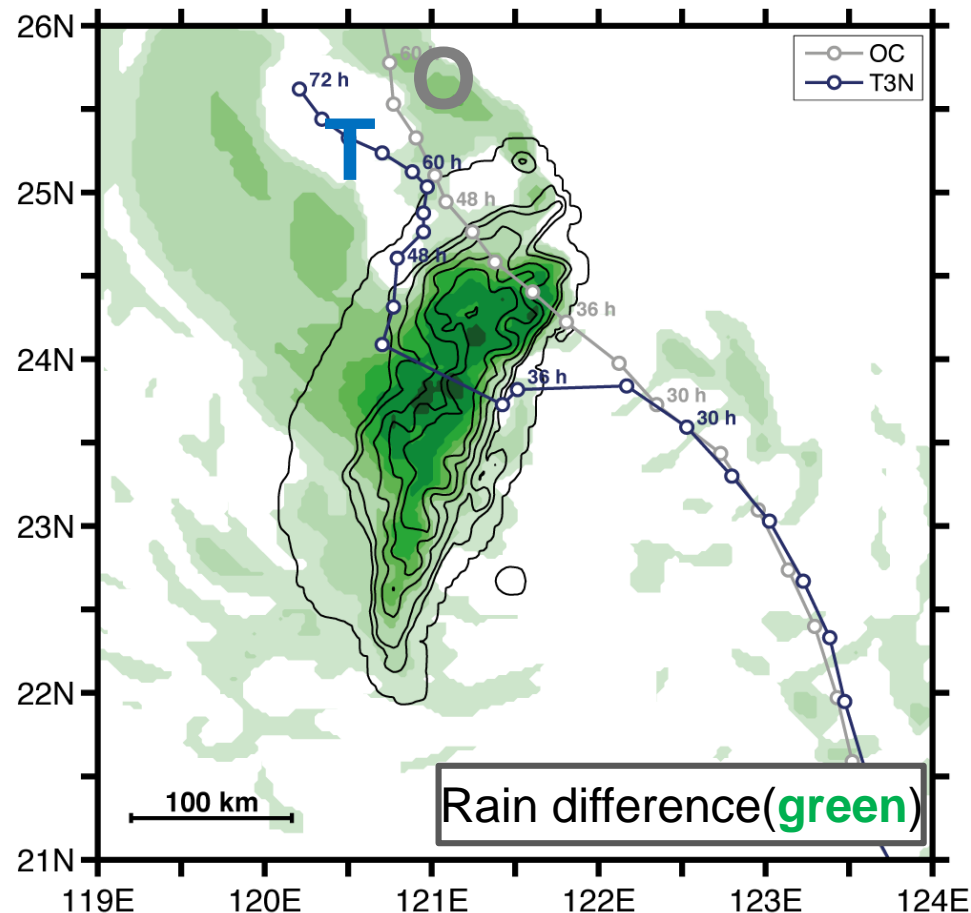 26N
25N
24N
23N
22N
21N
119E
120E
121E
122E
123E
124E
OC
T3N
60 h
O
72 h
T
60 h
48 h
48 h
36 h
36 h
30 h
30 h
100 km
Rain difference(green)